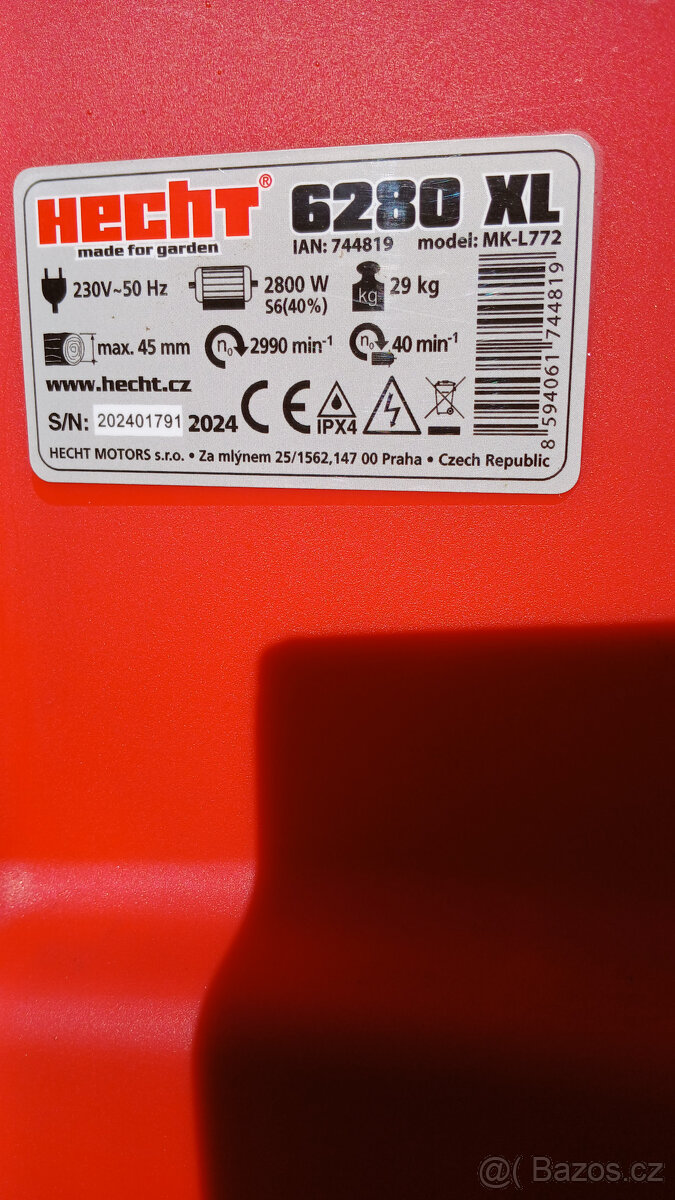 HECHT® 6280 XL
made for garden
IAN: 744819 model: MK-L772
230V~50 Hz 2800 W
S6(40%)
kg 29 kg
max. 45 mm n₀ 2990 min⁻¹ n₀ 40 min⁻¹
www.hecht.cz
S/N: 202401791 2024 CE IPX4
8 594061 744819
HECHT MOTORS s.r.o. • Za mlýnem 25/1562,147 00 Praha • Czech Republic
@( ) Bazos.cz